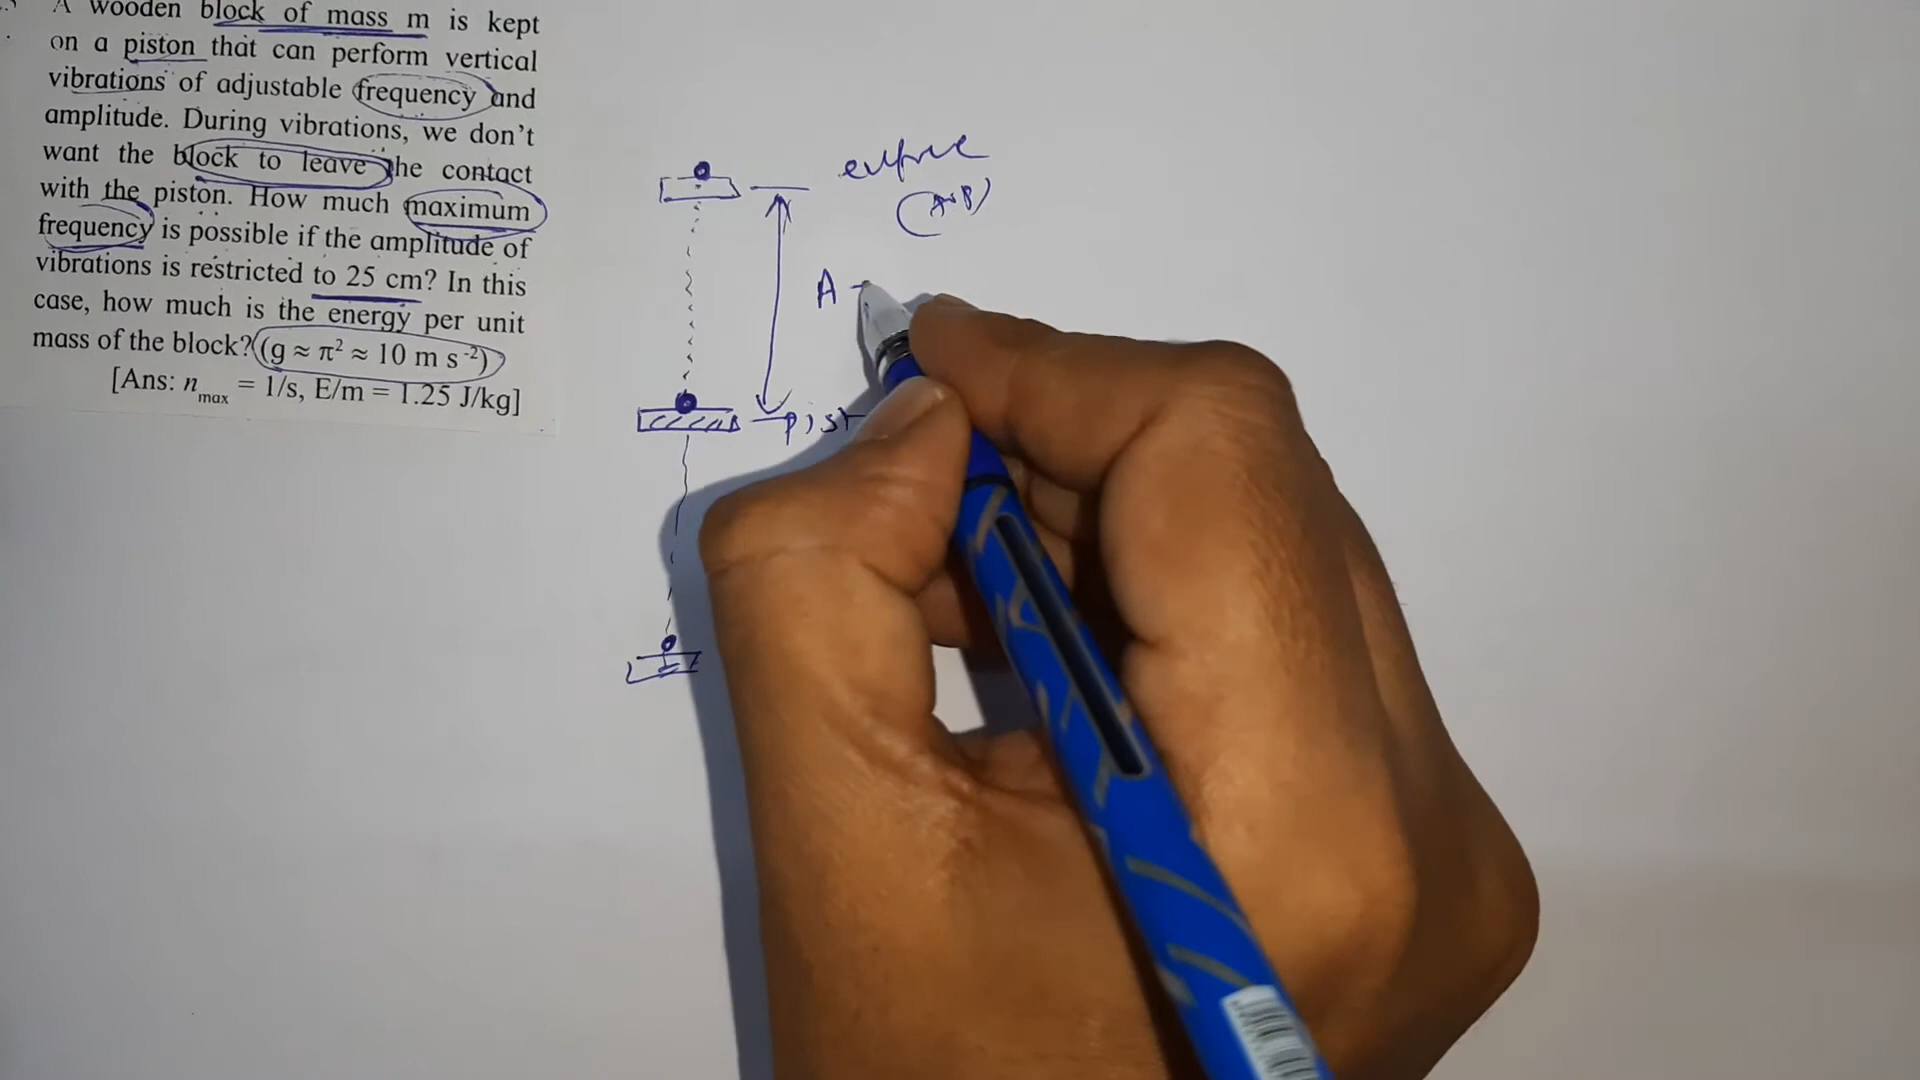 A wooden block of mass m is kept
on a piston that can perform vertical
vibrations of adjustable frequency and
amplitude. During vibrations, we don't
want the block to leave the contact
with the piston. How much maximum
frequency is possible if the amplitude of
vibrations is restricted to 25 cm? In this
case, how much is the energy per unit
mass of the block? (g ≈ π² ≈ 10 m s⁻²)
[Ans: nmax = 1/s, E/m = 1.25 J/kg]
A
pist